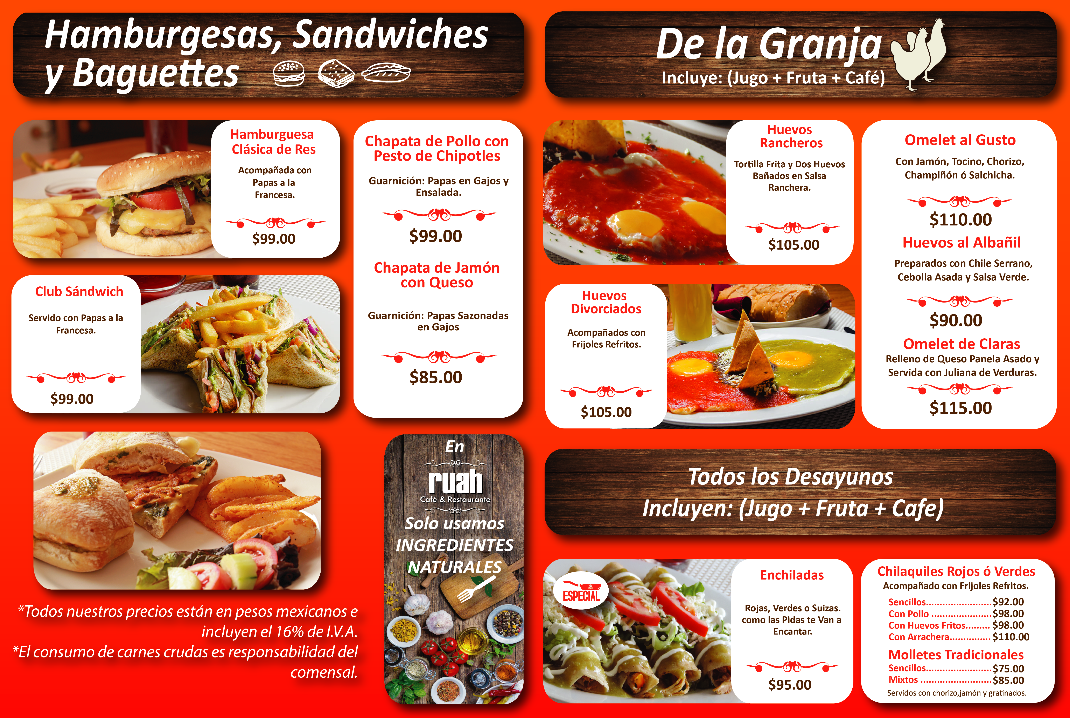 Hamburgesas, Sandwiches
y Baguettes
Hamburguesa
Clásica de Res
Acompañada con
Papas a la
Francesa.
$99.00
Club Sándwich
Servido con Papas a la
Francesa.
$99.00
Chapata de Pollo con
Pesto de Chipotles
Guarnición: Papas en Gajos y
Ensalada.
$99.00
Chapata de Jamón
con Queso
Guarnición: Papas Sazonadas
en Gajos
$85.00
En
ruah
Café & Restaurante
Solo usamos
INGREDIENTES
NATURALES
*Todos nuestros precios están en pesos mexicanos e
incluyen el 16% de I.V.A.
*El consumo de carnes crudas es responsabilidad del
comensal.
De la Granja
Incluye: (Jugo + Fruta + Café)
Huevos
Rancheros
Tortilla Frita y Dos Huevos
Bañados en Salsa
Ranchera.
$105.00
Huevos
Divorciados
Acompañados con
Frijoles Refritos.
$105.00
Omelet al Gusto
Con Jamón, Tocino, Chorizo,
Champiñón ó Salchicha.
$110.00
Huevos al Albañil
Preparados con Chile Serrano,
Cebolla Asada y Salsa Verde.
$90.00
Omelet de Claras
Relleno de Queso Panela Asado y
Servida con Juliana de Verduras.
$115.00
Todos los Desayunos
Incluyen: (Jugo + Fruta + Cafe)
ESPECIAL
Enchiladas
Rojas, Verdes o Suizas.
como las Pidas te Van a
Encantar.
$95.00
Chilaquiles Rojos ó Verdes
Acompañado con Frijoles Refritos.
Sencillos.......................$92.00
Con Pollo ......................$98.00
Con Huevos Fritos......... $98.00
Con Arrachera............... $110.00
Molletes Tradicionales
Sencillos.......................$75.00
Mixtos .........................$85.00
Servidos con chorizo,jamón y gratinados.